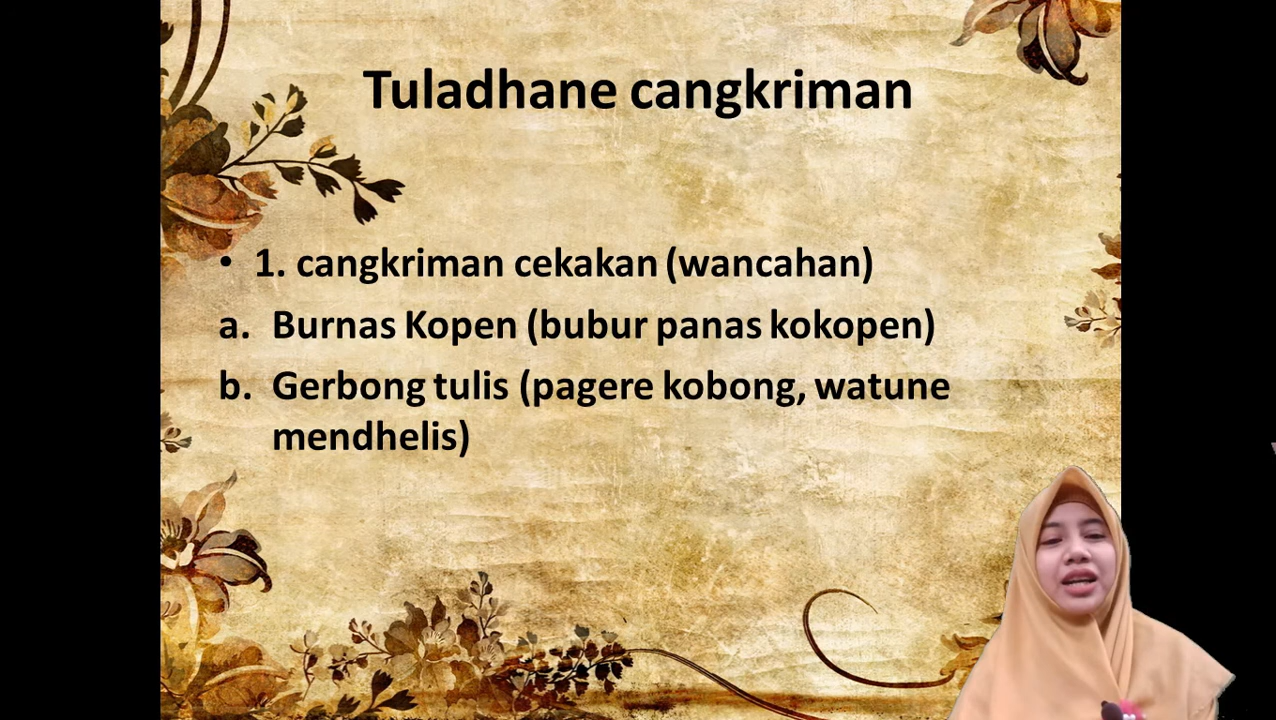 Tuladhane cangkriman
• 1. cangkriman cekakan (wancahan)
a. Burnas Kopen (bubur panas kokopen)
b. Gerbong tulis (pagere kobong, watune
mendhelis)